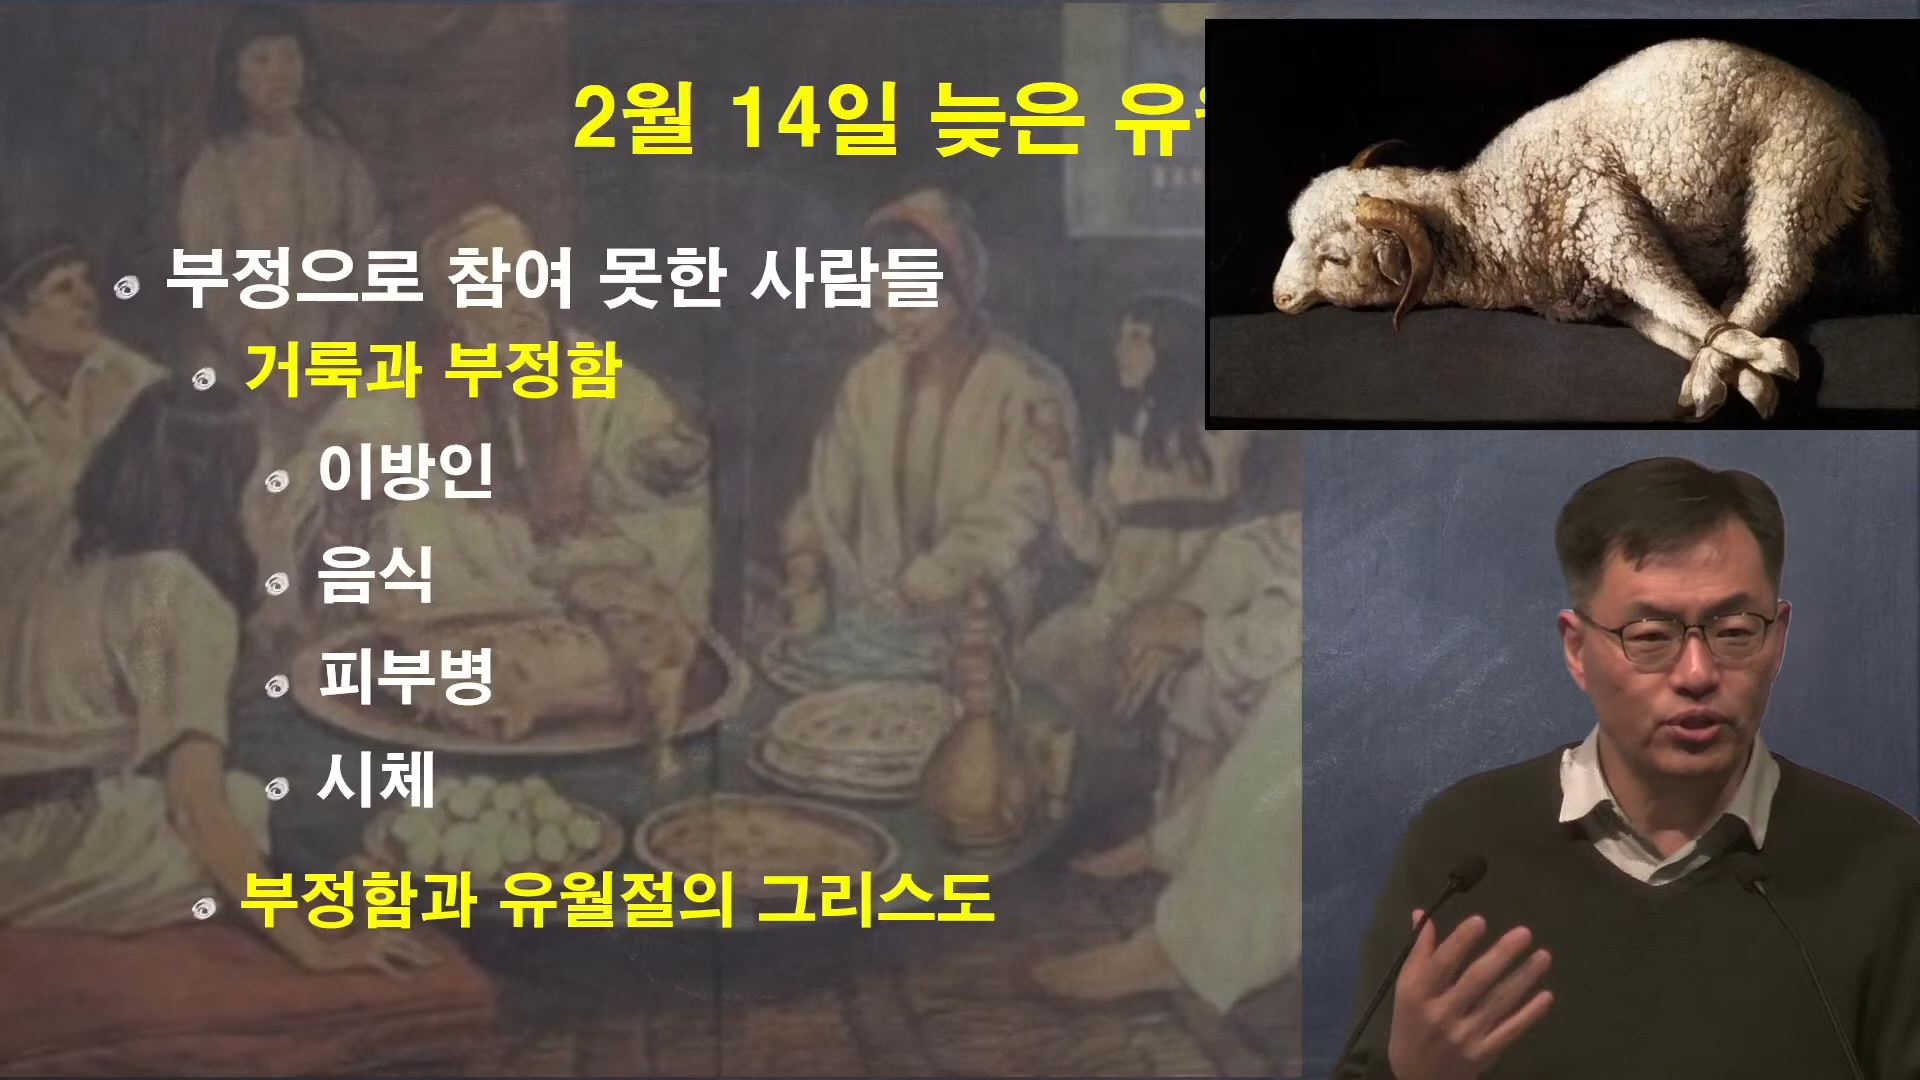 2월 14일 늦은 유
부정으로 참여 못한 사람들
거룩과 부정함
이방인
음식
피부병
시체
부정함과 유월절의 그리스도